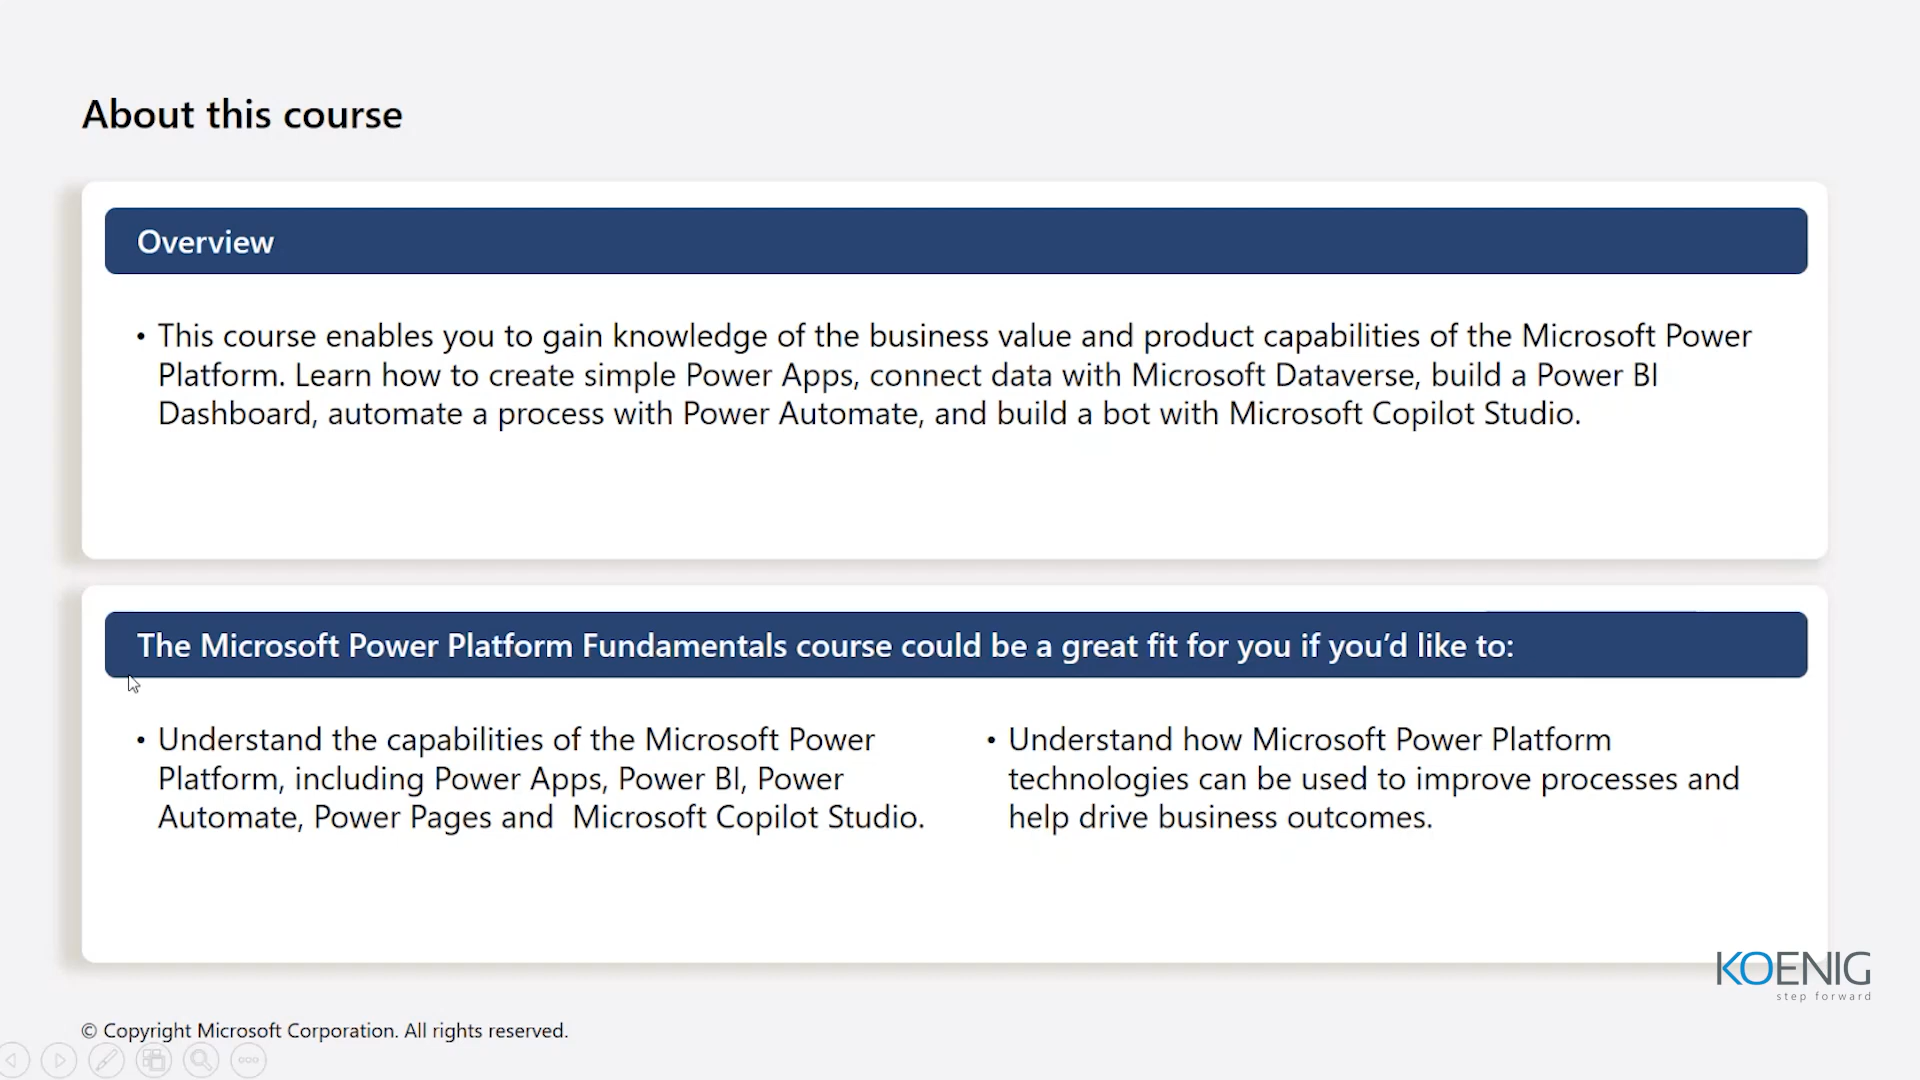 About this course
Overview
• This course enables you to gain knowledge of the business value and product capabilities of the Microsoft Power
Platform. Learn how to create simple Power Apps, connect data with Microsoft Dataverse, build a Power BI
Dashboard, automate a process with Power Automate, and build a bot with Microsoft Copilot Studio.
The Microsoft Power Platform Fundamentals course could be a great fit for you if you’d like to:
• Understand the capabilities of the Microsoft Power
Platform, including Power Apps, Power BI, Power
Automate, Power Pages and  Microsoft Copilot Studio.
• Understand how Microsoft Power Platform
technologies can be used to improve processes and
help drive business outcomes.
KOENIG
step forward
© Copyright Microsoft Corporation. All rights reserved.